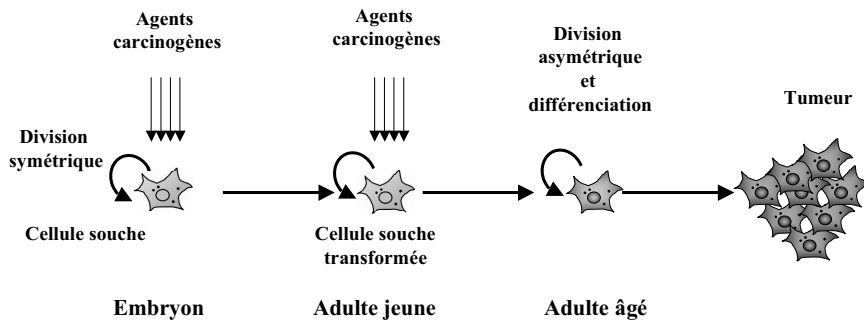 Agents
carcinogènes
Agents
carcinogènes
Division
asymétrique
et
différenciation
Tumeur
Division
symétrique
Cellule souche
Cellule souche
transformée
Embryon
Adulte jeune
Adulte âgé